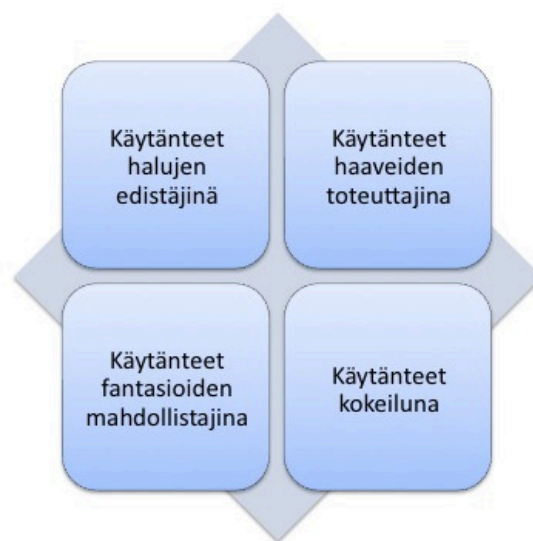 Käytänteet
halujen
edistäjinä
Käytänteet
haaveiden
toteuttajina
Käytänteet
fantasioiden
mahdollistajina
Käytänteet
kokeiluna